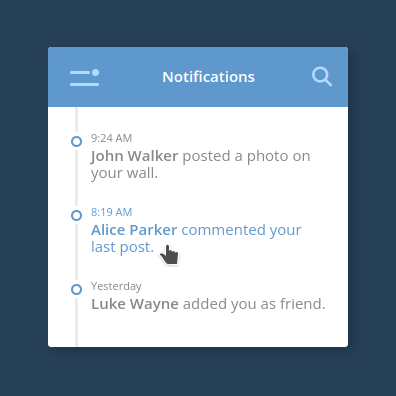 Notifications
9:24 AM
John Walker posted a photo on
your wall.
8:19 AM
Alice Parker commented your
last post.
Yesterday
Luke Wayne added you as friend.